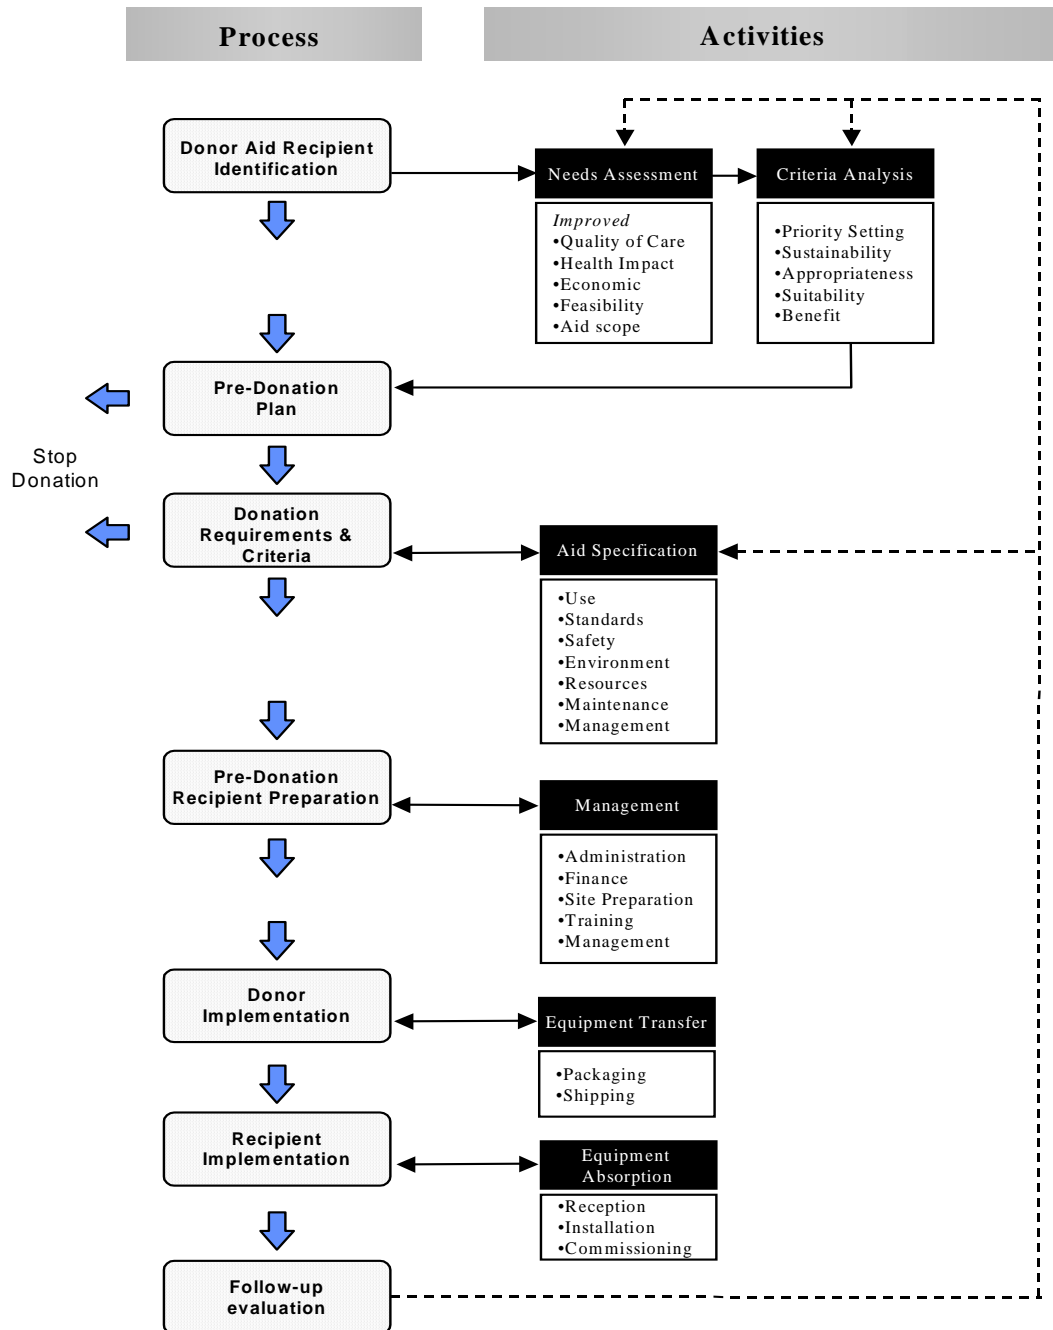 Process
Activities
Donor Aid Recipient
Identification
Needs Assessment
Criteria Analysis
Improved
•Quality of Care
•Health Impact
•Economic
•Feasibility
•Aid scope
•Priority Setting
•Sustainability
•Appropriateness
•Suitability
•Benefit
Pre-Donation
Plan
Stop
Donation
Donation
Requirements &
Criteria
Aid Specification
•Use
•Standards
•Safety
•Environment
•Resources
•Maintenance
•Management
Pre-Donation
Recipient Preparation
Management
•Administration
•Finance
•Site Preparation
•Training
•Management
Donor
Implementation
Equipment Transfer
•Packaging
•Shipping
Recipient
Implementation
Equipment
Absorption
•Reception
•Installation
•Commissioning
Follow-up
evaluation